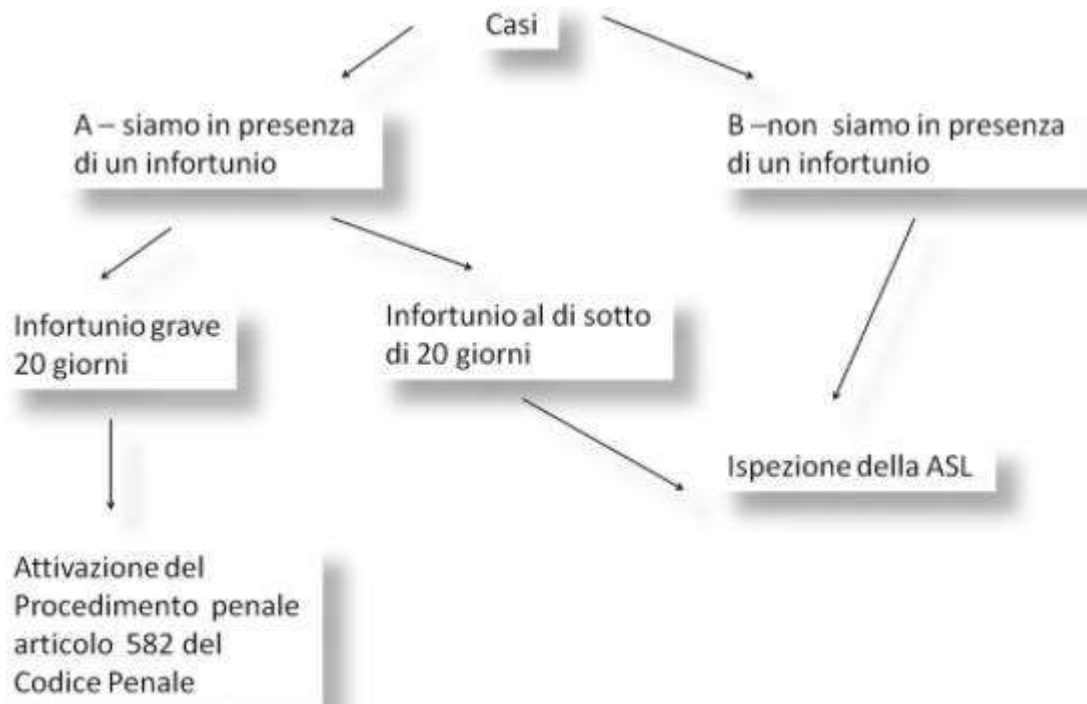 Casi
A – siamo in presenza
di un infortunio
B –non siamo in presenza
di un infortunio
Infortunio grave
20 giorni
Infortunio al di sotto
di 20 giorni
Ispezione della ASL
Attivazione del
Procedimento penale
articolo 582 del
Codice Penale